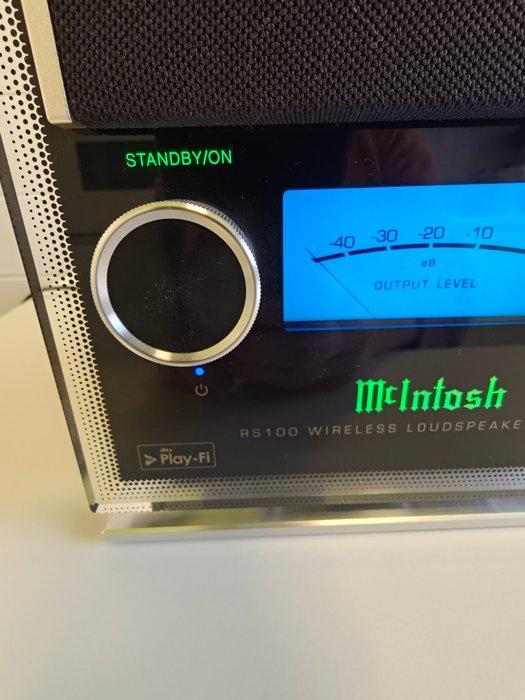 STANDBY/ON
-40 -30 -20 -10
dB
OUTPUT LEVEL
McIntosh
RS100 WIRELESS LOUDSPEAKE
dts
Play-Fi